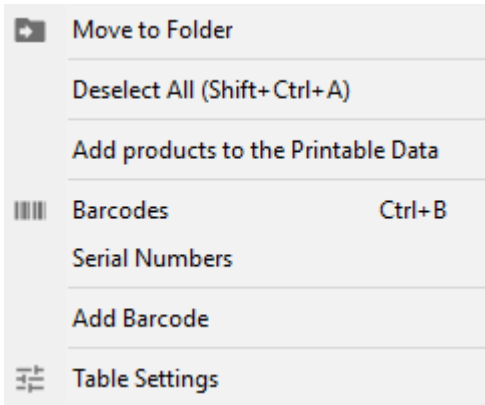 Move to Folder
Deselect All (Shift+Ctrl+A)
Add products to the Printable Data
Barcodes Ctrl+B
Serial Numbers
Add Barcode
Table Settings